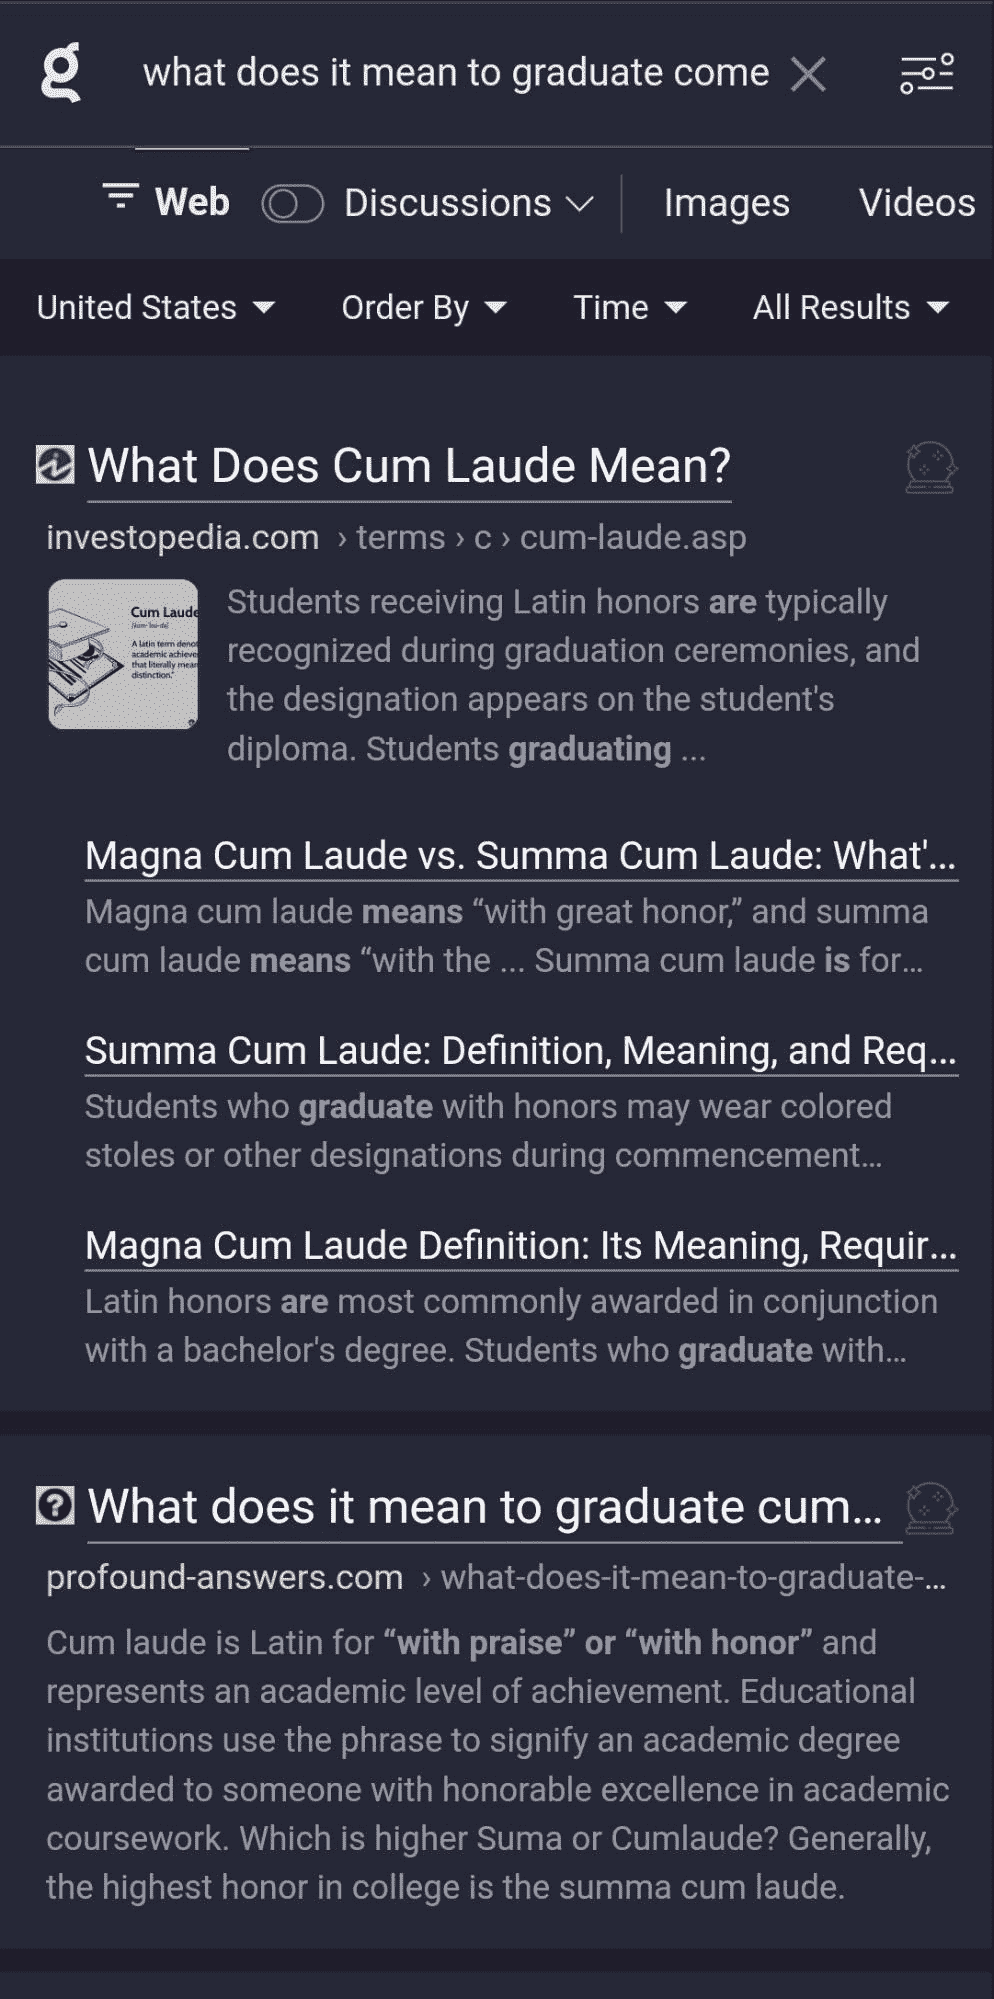 g
what does it mean to graduate come
Web Discussions Images Videos
United States Order By Time All Results
What Does Cum Laude Mean?
investopedia.com › terms › c › cum-laude.asp
Cum Laude
A latin term deno
academic achieve
that literally mean
distinction."
Students receiving Latin honors are typically
recognized during graduation ceremonies, and
the designation appears on the student's
diploma. Students graduating ...
Magna Cum Laude vs. Summa Cum Laude: What'...
Magna cum laude means “with great honor,” and summa
cum laude means “with the ... Summa cum laude is for...
Summa Cum Laude: Definition, Meaning, and Req...
Students who graduate with honors may wear colored
stoles or other designations during commencement...
Magna Cum Laude Definition: Its Meaning, Requir...
Latin honors are most commonly awarded in conjunction
with a bachelor's degree. Students who graduate with...
What does it mean to graduate cum...
profound-answers.com › what-does-it-mean-to-graduate-...
Cum laude is Latin for “with praise” or “with honor” and
represents an academic level of achievement. Educational
institutions use the phrase to signify an academic degree
awarded to someone with honorable excellence in academic
coursework. Which is higher Suma or Cumlaude? Generally,
the highest honor in college is the summa cum laude.